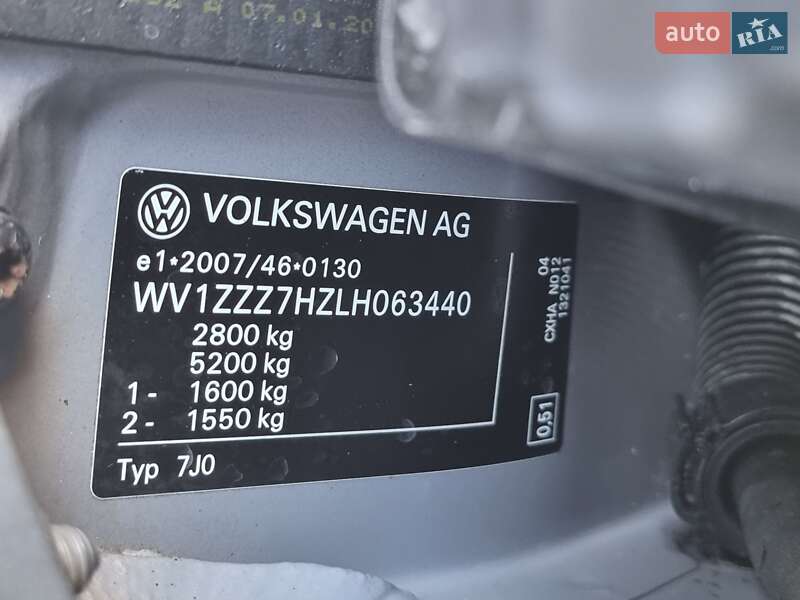 A 07.01.20
auto RIA
.com
VOLKSWAGEN AG
e1*2007/46*0130
WV1ZZZ7HZLH063440
2800 kg
5200 kg
1- 1600 kg
2- 1550 kg
Typ 7J0
04
CXHA N012
1321041
0,51